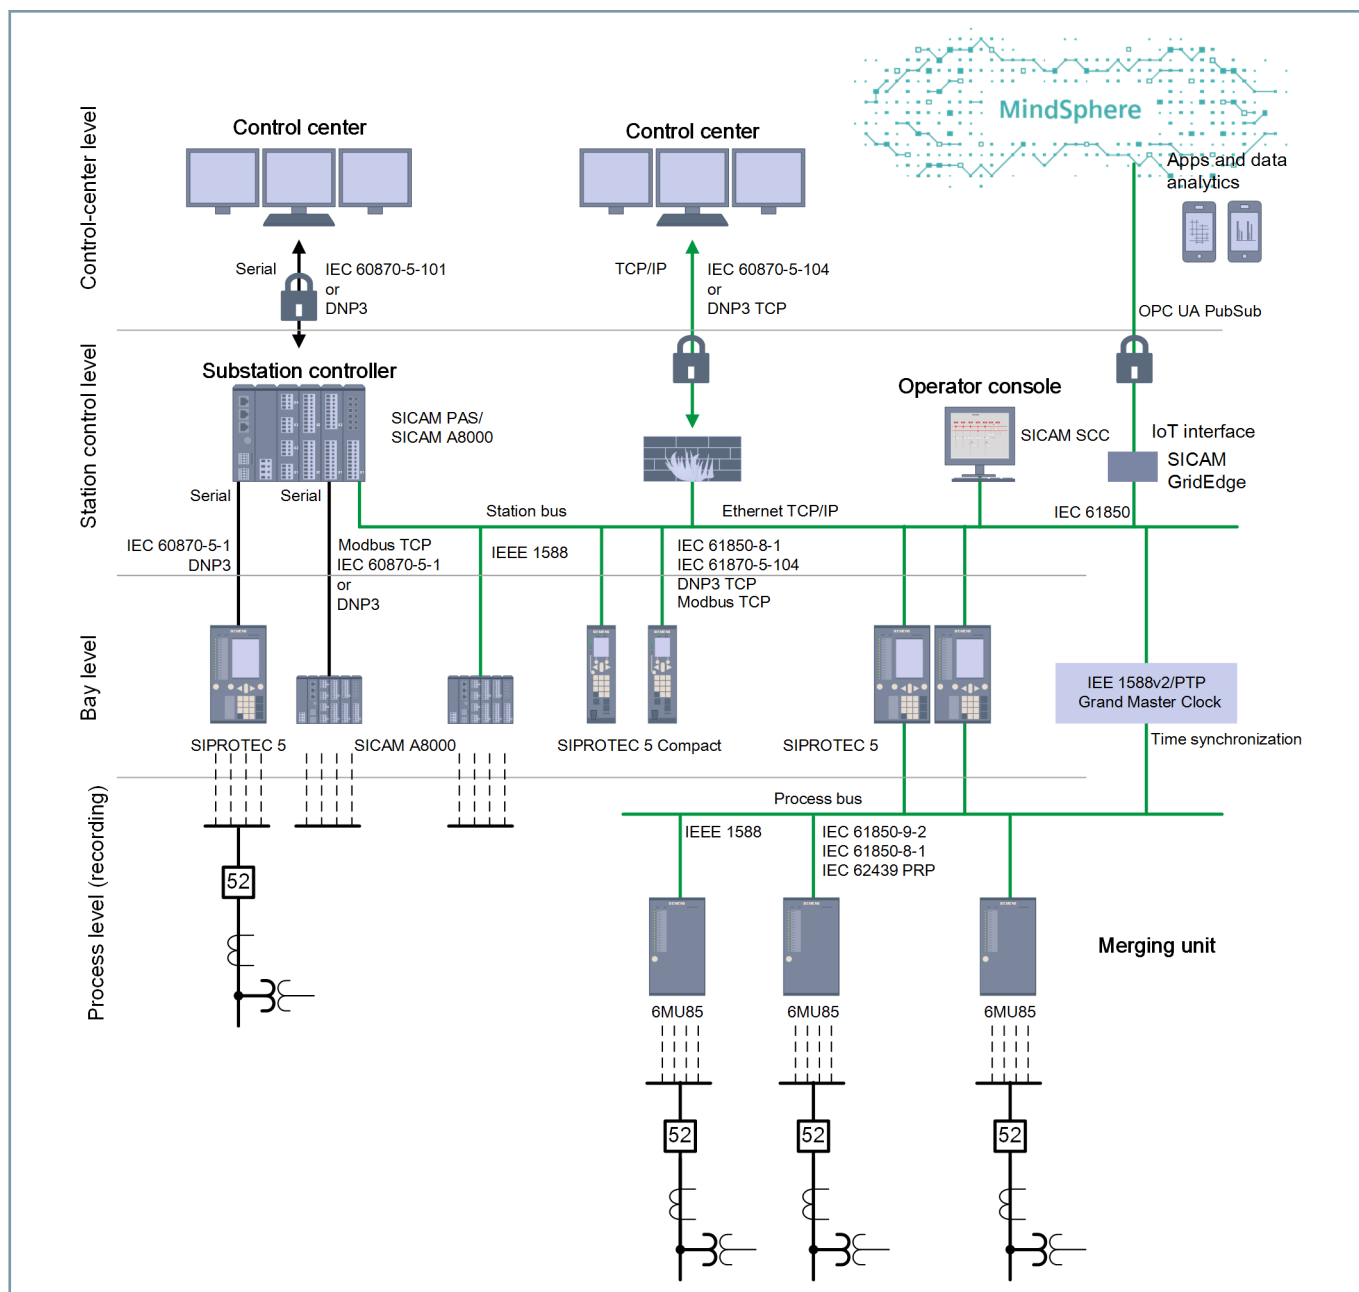 Control-center level
Control center
Control center
MindSphere
Apps and data
analytics
Serial
IEC 60870-5-101
or
DNP3
TCP/IP
IEC 60870-5-104
or
DNP3 TCP
OPC UA PubSub
Station control level
Substation controller
SICAM PAS/
SICAM A8000
Operator console
SICAM SCC
IoT interface
SICAM
GridEdge
Serial
Serial
Station bus
Ethernet TCP/IP
IEC 61850
IEC 60870-5-1
DNP3
Modbus TCP
IEC 60870-5-1
or
DNP3
IEEE 1588
IEC 61850-8-1
IEC 61870-5-104
DNP3 TCP
Modbus TCP
Bay level
SIEMENS
SIEMENS
SIEMENS
IEE 1588v2/PTP
Grand Master Clock
SIPROTEC 5
SICAM A8000
SIPROTEC 5 Compact
SIPROTEC 5
Time synchronization
Process level (recording)
Process bus
IEEE 1588
IEC 61850-9-2
IEC 61850-8-1
IEC 62439 PRP
52
SIEMENS
SIEMENS
SIEMENS
Merging unit
6MU85
6MU85
6MU85
52
52
52